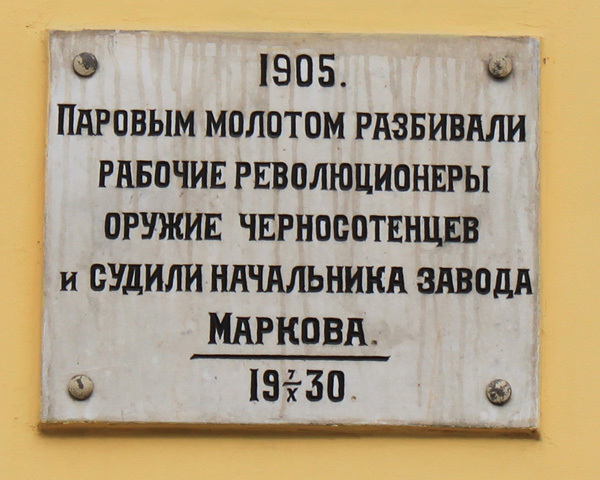 1905.
Паровым молотом разбивали
рабочие революционеры
оружие черносотенцев
и судили начальника завода
Маркова.
19 7/X 30